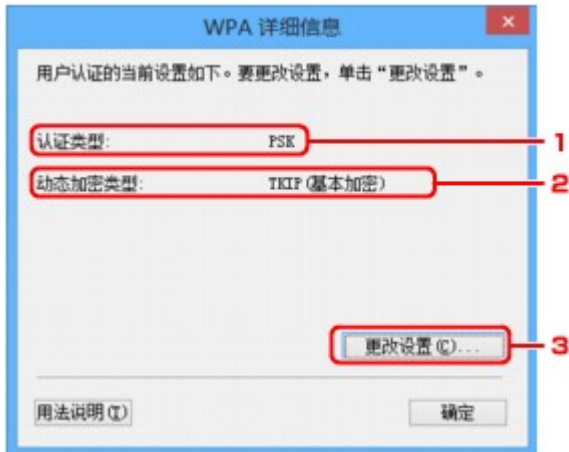 WPA 详细信息
用户认证的当前设置如下。要更改设置，单击“更改设置”。
认证类型: PSK 1
动态加密类型: TKIP(基本加密) 2
更改设置(C)... 3
用法说明(I) 确定